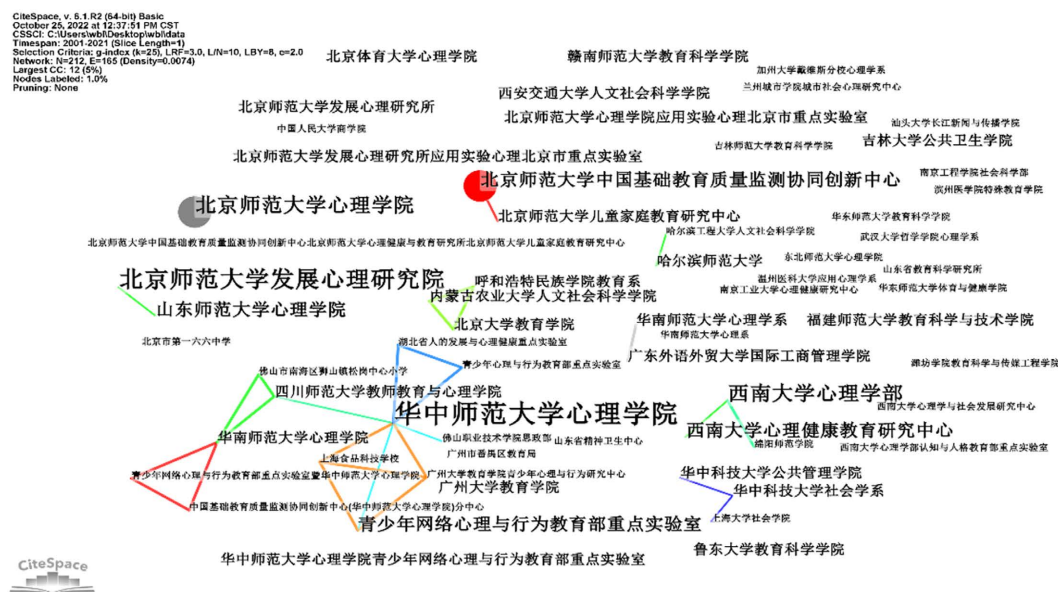 CiteSpace, v. 6.1.R2 (64-bit) Basic
October 25, 2022 at 12:37:51 PM CST
CSSCI: C:\Users\wbl\Desktop\wbl\data
Timespan: 2001-2021 (Slice Length=1)
Selection Criteria: g-index (k=25), LRF=3.0, L/N=10, LBY=8, e=2.0
Network: N=212, E=165 (Density=0.0074)
Largest CC: 12 (5%)
Nodes Labeled: 1.0%
Pruning: None
北京体育大学心理学院
赣南师范大学教育科学学院
加州大学戴维斯分校心理学系
兰州城市学院城市社会心理研究中心
西安交通大学人文社会科学学院
北京师范大学发展心理研究所
北京师范大学心理学院应用实验心理北京市重点实验室
汕头大学长江新闻与传播学院
中国人民大学商学院
吉林师范大学教育科学学院
吉林大学公共卫生学院
北京师范大学发展心理研究所应用实验心理北京市重点实验室
南京工程学院社会科学部
北京师范大学中国基础教育质量监测协同创新中心
滨州医学院特殊教育学院
北京师范大学心理学院
北京师范大学儿童家庭教育研究中心
华东师范大学教育科学学院
哈尔滨工程大学人文社会科学学院
武汉大学哲学学院心理学系
北京师范大学中国基础教育质量监测协同创新中心北京师范大学心理健康与教育研究所北京师范大学儿童家庭教育研究中心
哈尔滨师范大学
东北师范大学心理学院
山东省教育科学研究所
北京师范大学发展心理研究院
呼和浩特民族学院教育系
温州医科大学应用心理学系
南京工业大学心理健康研究中心
华东师范大学体育与健康学院
内蒙古农业大学人文社会科学学院
山东师范大学心理学院
北京大学教育学院
华南师范大学心理学系
福建师范大学教育科学与技术学院
华南师范大学心理系
北京市第一六六中学
湖北省人的发展与心理健康重点实验室
广东外语外贸大学国际工商管理学院
青少年心理与行为教育部重点实验室
潍坊学院教育科学与传媒工程学院
佛山市南海区狮山镇松岗中心小学
四川师范大学教师教育与心理学院
西南大学心理学部
西南大学心理学与社会发展研究中心
华中师范大学心理学院
西南大学心理健康教育研究中心
华南师范大学心理学院
佛山职业技术学院思政部
山东省精神卫生中心
绵阳师范学院
西南大学心理学部认知与人格教育部重点实验室
广州市番禺区教育局
上海食品科技学校
青少年网络心理与行为教育部重点实验室暨华中师范大学心理学院
广州大学教育学院青少年心理与行为研究中心
华中科技大学公共管理学院
广州大学教育学院
华中科技大学社会学系
中国基础教育质量监测协同创新中心(华中师范大学心理学院)分中心
青少年网络心理与行为教育部重点实验室
上海大学社会学院
华中师范大学心理学院青少年网络心理与行为教育部重点实验室
鲁东大学教育科学学院
CiteSpace